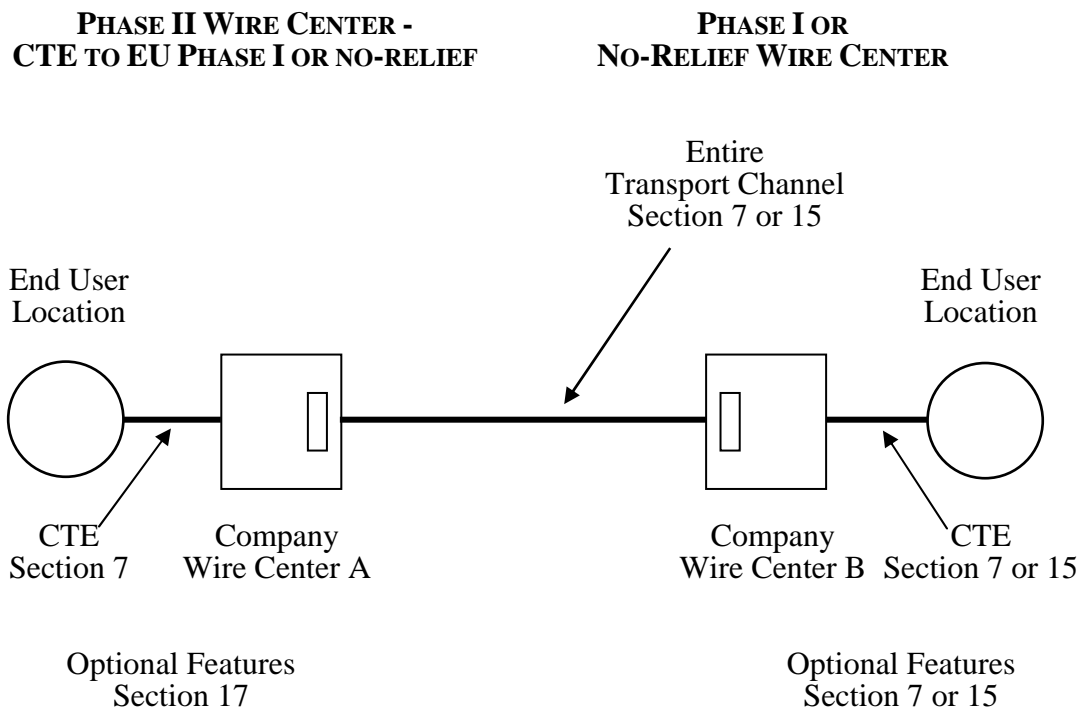 PHASE II WIRE CENTER -
CTE TO EU PHASE I OR NO-RELIEF
PHASE I OR
NO-RELIEF WIRE CENTER
Entire
Transport Channel
Section 7 or 15
End User
Location
End User
Location
CTE
Section 7
Company
Wire Center A
Company
Wire Center B
CTE
Section 7 or 15
Optional Features
Section 17
Optional Features
Section 7 or 15